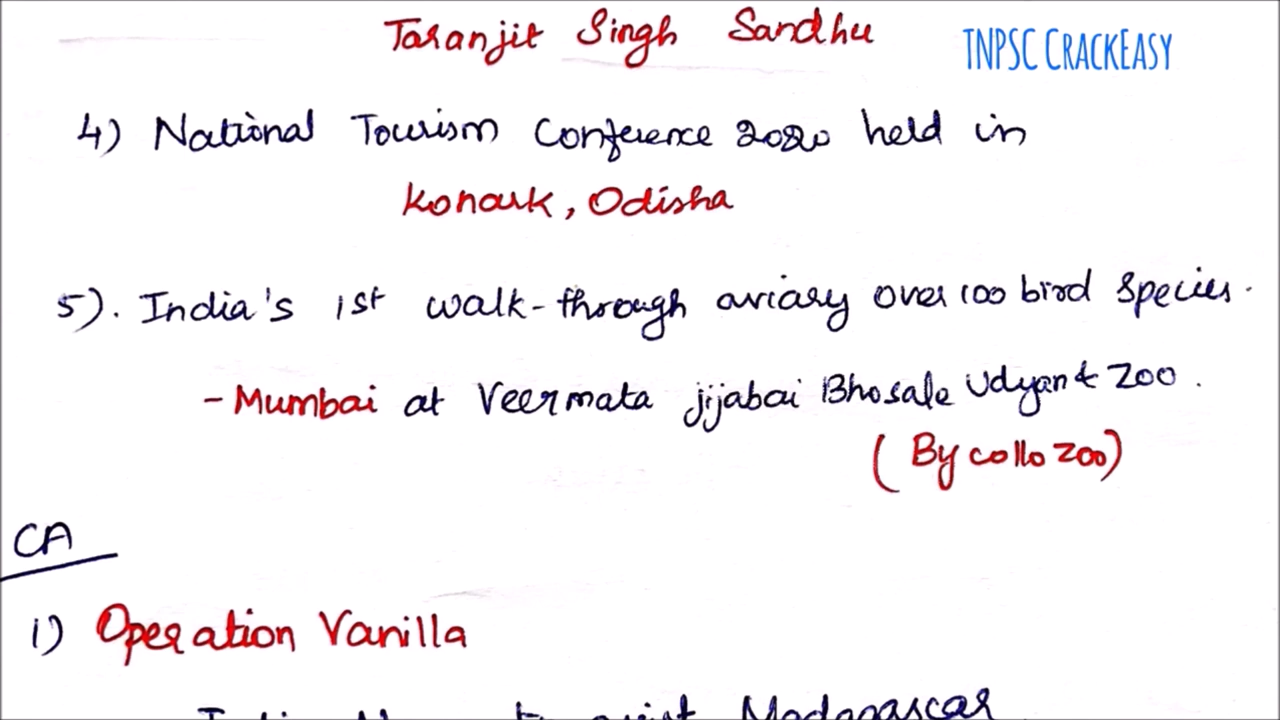 Taranjit Singh Sandhu
TNPSC CRACKEASY
4) National Tourism Conference 2020 held in
Konark, Odisha
5). India's 1st walk-through aviary over 100 bird species.
- Mumbai at Veermata jijabai Bhosale Udyan & Zoo.
(By collo zoo)
CA
1) Operation Vanilla
Madagascar